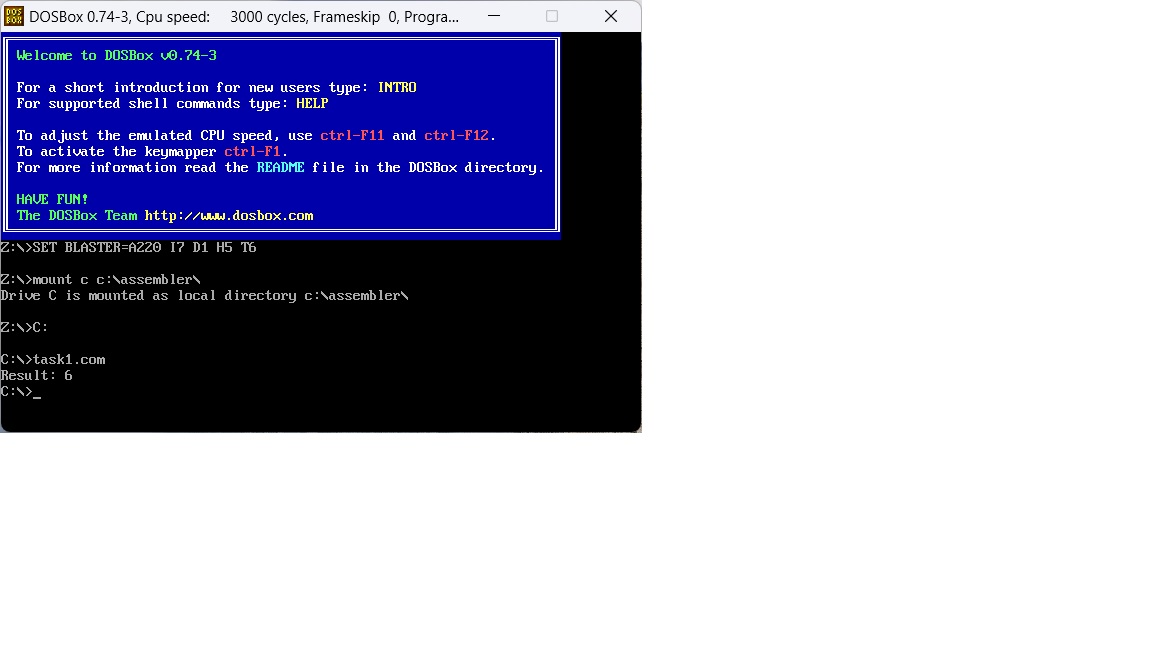 DOSBox 0.74-3, Cpu speed: 3000 cycles, Frameskip 0, Progra...
Welcome to DOSBox v0.74-3
For a short introduction for new users type: INTRO
For supported shell commands type: HELP
To adjust the emulated CPU speed, use ctrl-F11 and ctrl-F12.
To activate the keymapper ctrl-F1.
For more information read the README file in the DOSBox directory.
HAVE FUN!
The DOSBox Team http://www.dosbox.com
Z:\>SET BLASTER=A220 I7 D1 H5 T6
Z:\>mount c c:\assembler\
Drive C is mounted as local directory c:\assembler\
Z:\>C:
C:\>task1.com
Result: 6
C:\>_